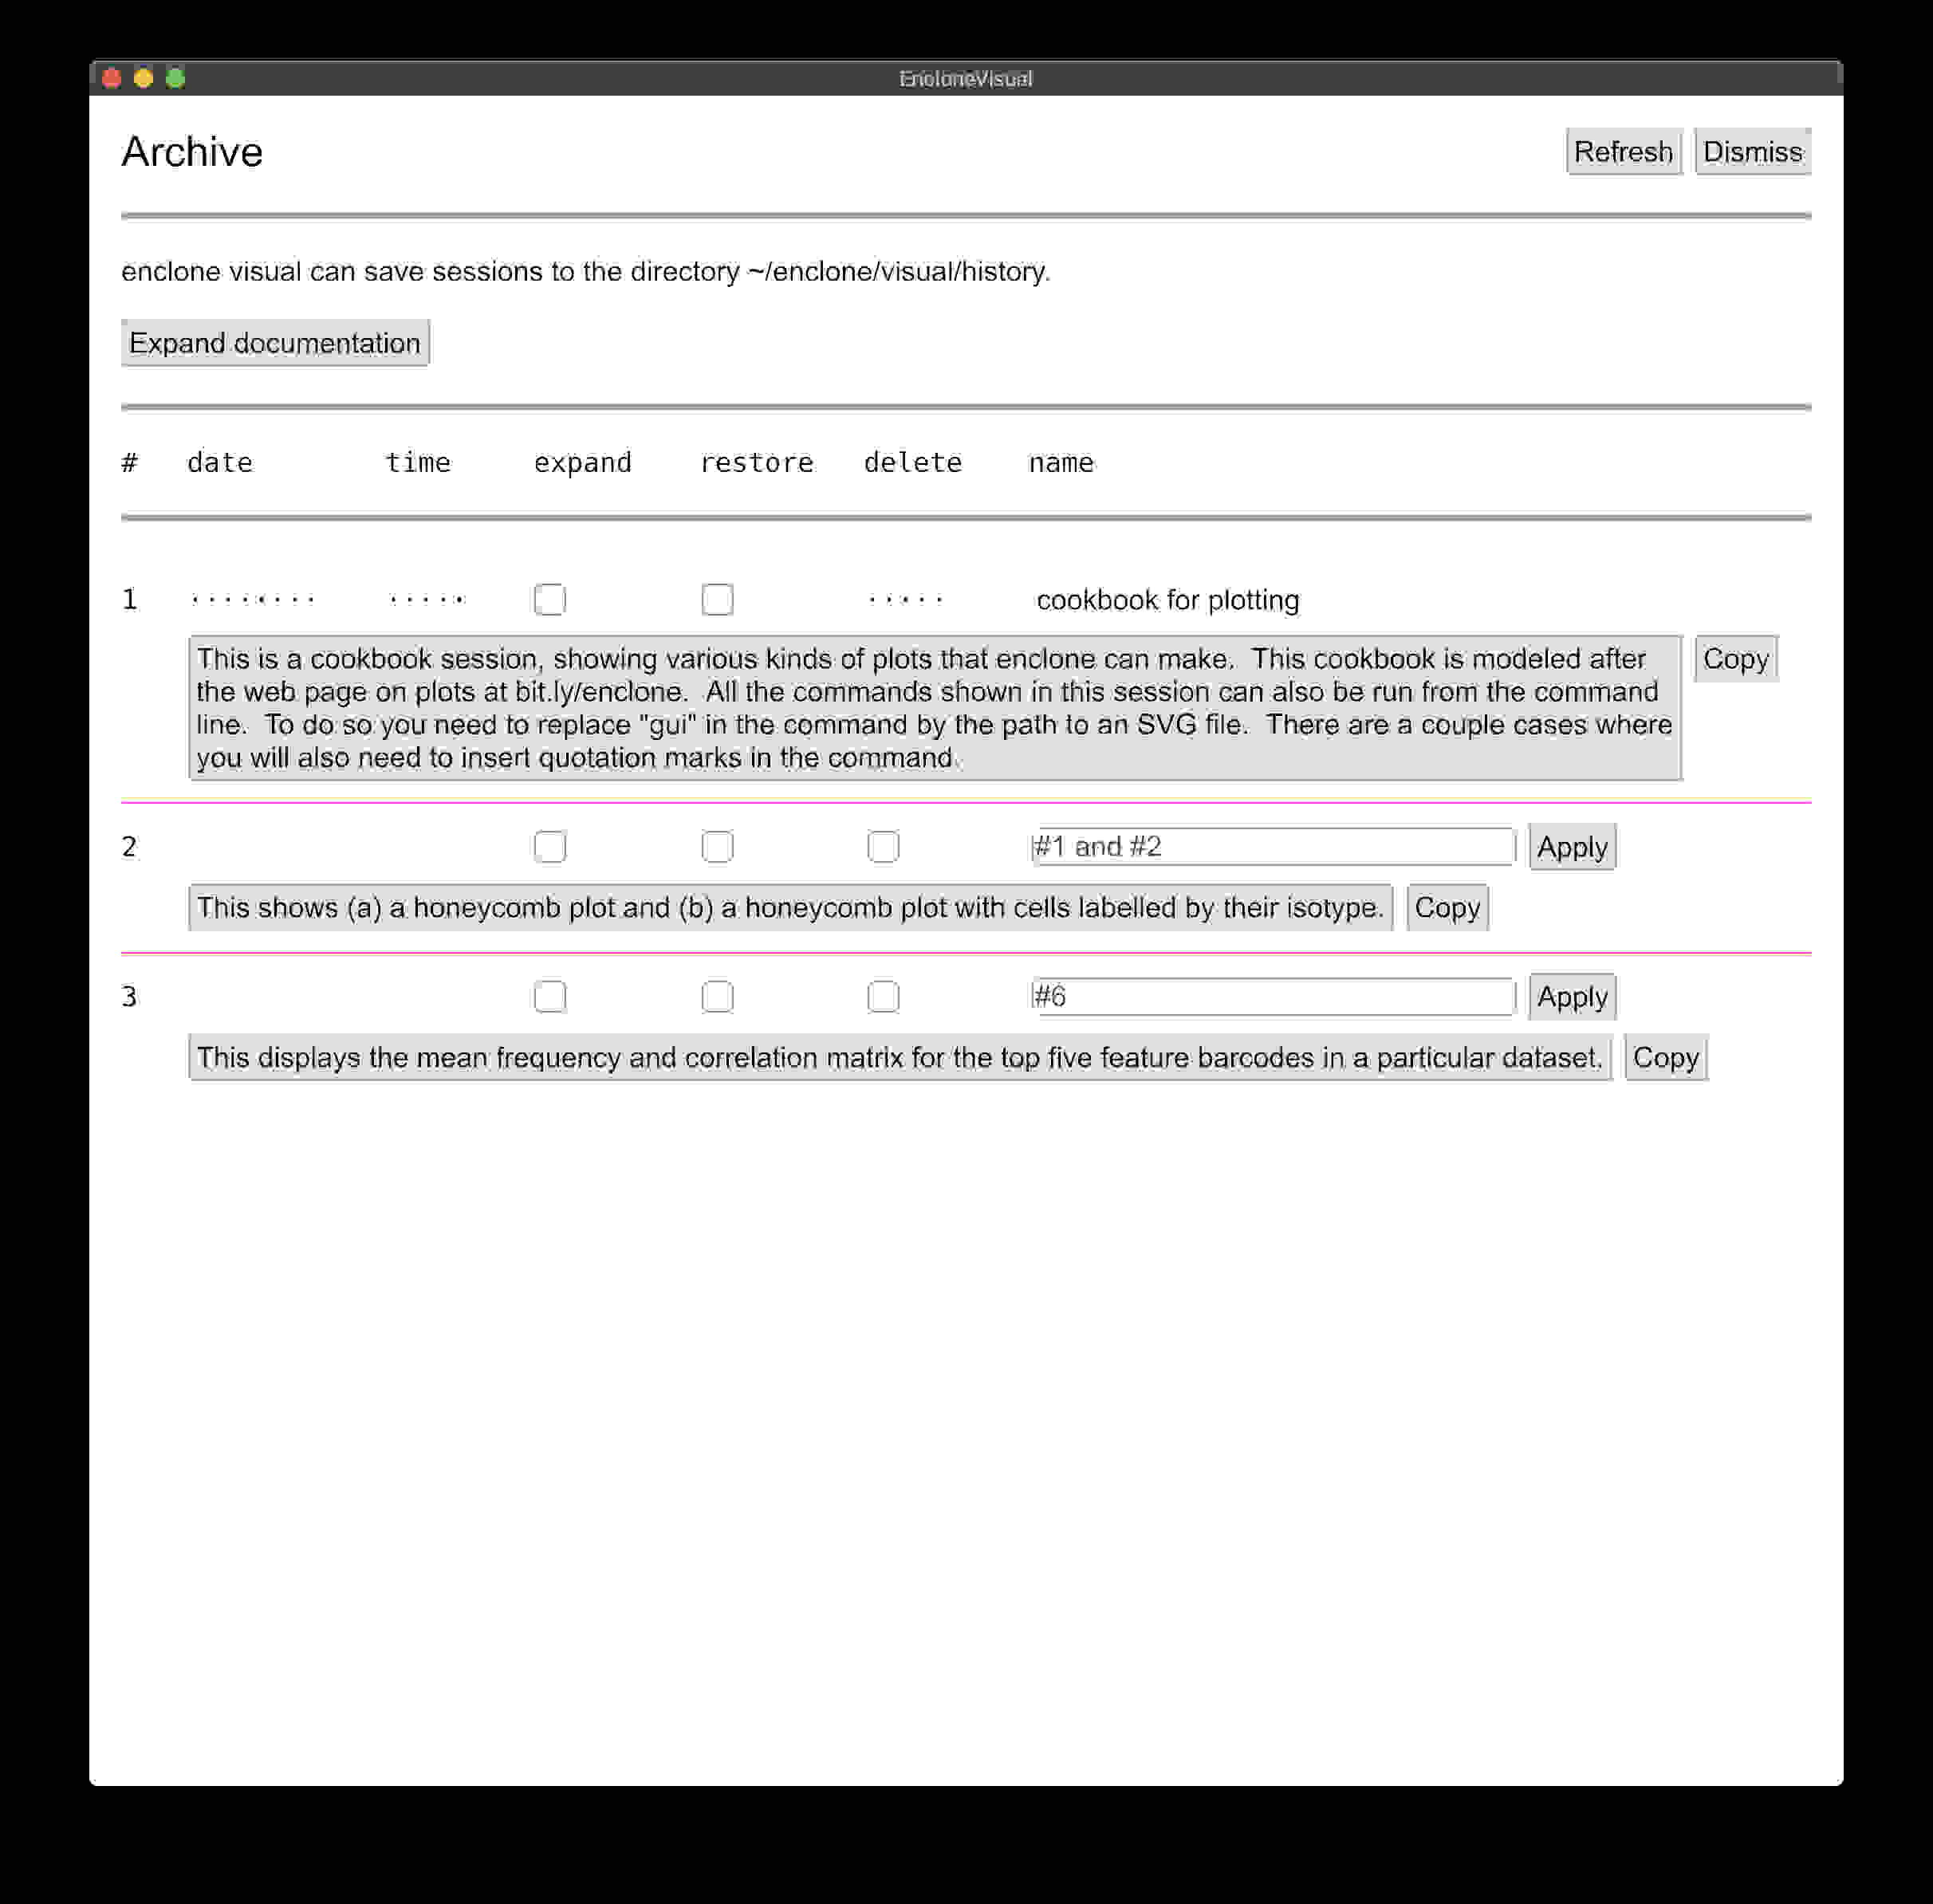 EncloneVisual
Archive
Refresh Dismiss
enclone visual can save sessions to the directory ~/enclone/visual/history.
Expand documentation
# date time expand restore delete name
1 ········ ····· ····· cookbook for plotting
This is a cookbook session, showing various kinds of plots that enclone can make. This cookbook is modeled after
the web page on plots at bit.ly/enclone. All the commands shown in this session can also be run from the command
line. To do so you need to replace "gui" in the command by the path to an SVG file. There are a couple cases where
you will also need to insert quotation marks in the command.
Copy
2 #1 and #2 Apply
This shows (a) a honeycomb plot and (b) a honeycomb plot with cells labelled by their isotype. Copy
3 #6 Apply
This displays the mean frequency and correlation matrix for the top five feature barcodes in a particular dataset. Copy